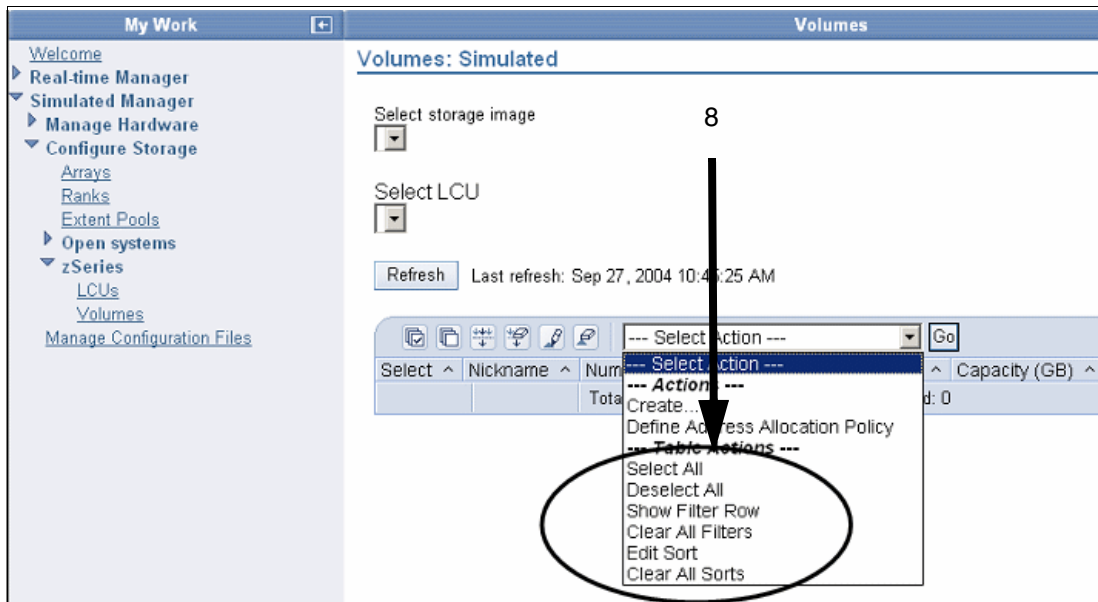 My Work
Volumes
Welcome
Real-time Manager
Simulated Manager
Manage Hardware
Configure Storage
Arrays
Ranks
Extent Pools
Open systems
zSeries
LCUs
Volumes
Manage Configuration Files
Volumes: Simulated
Select storage image
8
Select LCU
Refresh Last refresh: Sep 27, 2004 10:45:25 AM
--- Select Action --- Go
Select ^ Nickname ^ ^ Capacity (GB) ^
--- Select Action ---
--- Actions ---
Create...
Define Address Allocation Policy
--- Table Actions ---
Select All
Deselect All
Show Filter Row
Clear All Filters
Edit Sort
Clear All Sorts